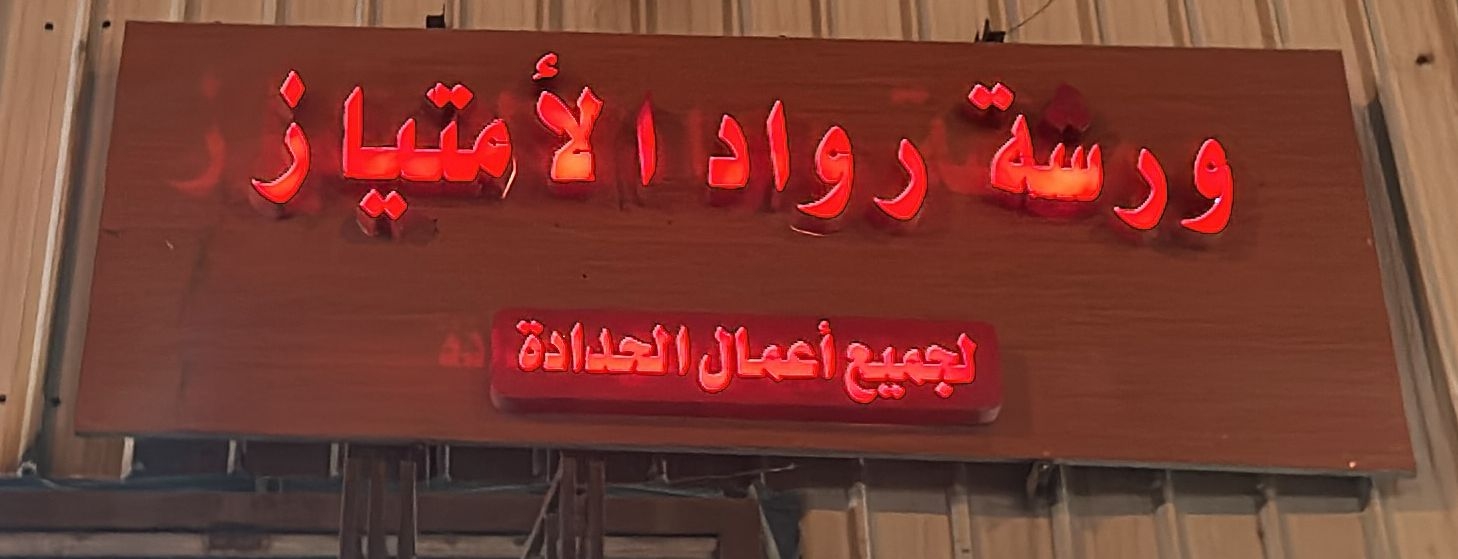 ورشة رواد الأمتياز
لجميع أعمال الحدادة